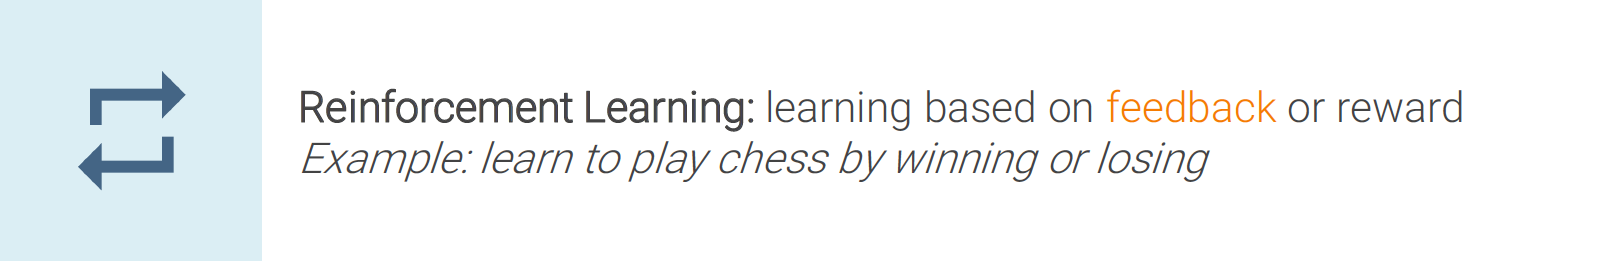 Reinforcement Learning: learning based on feedback or reward
Example: learn to play chess by winning or losing